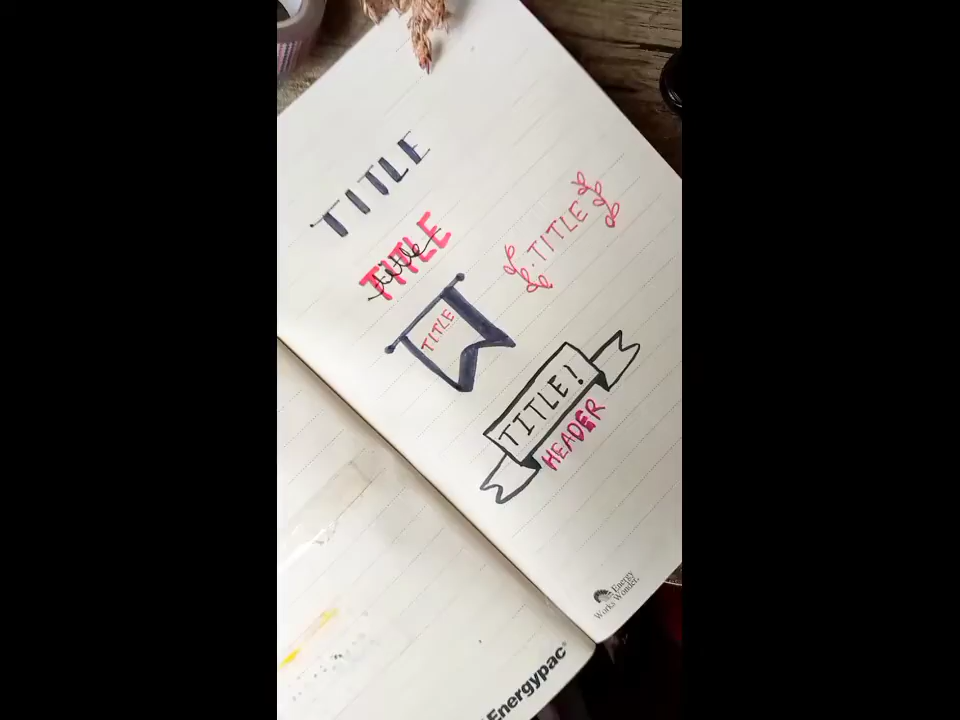 TITLE
TITLE
title
TITLE
·TITLE
TITLE!
HEADER
Energy
Works Wonder.
Energypac